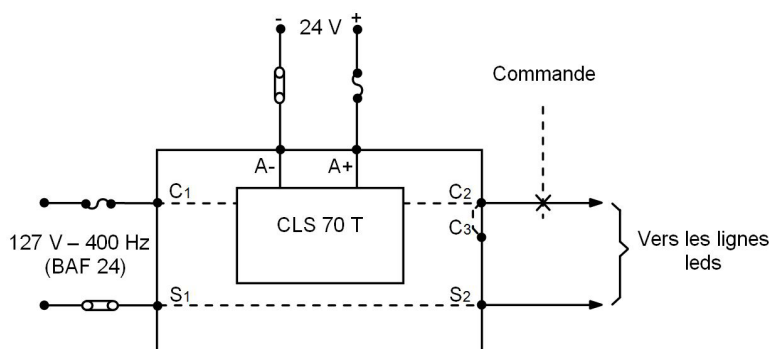 - 24 V +
Commande
A- A+
C1 C2
CLS 70 T
C3
127 V – 400 Hz
(BAF 24)
Vers les lignes
leds
S1 S2